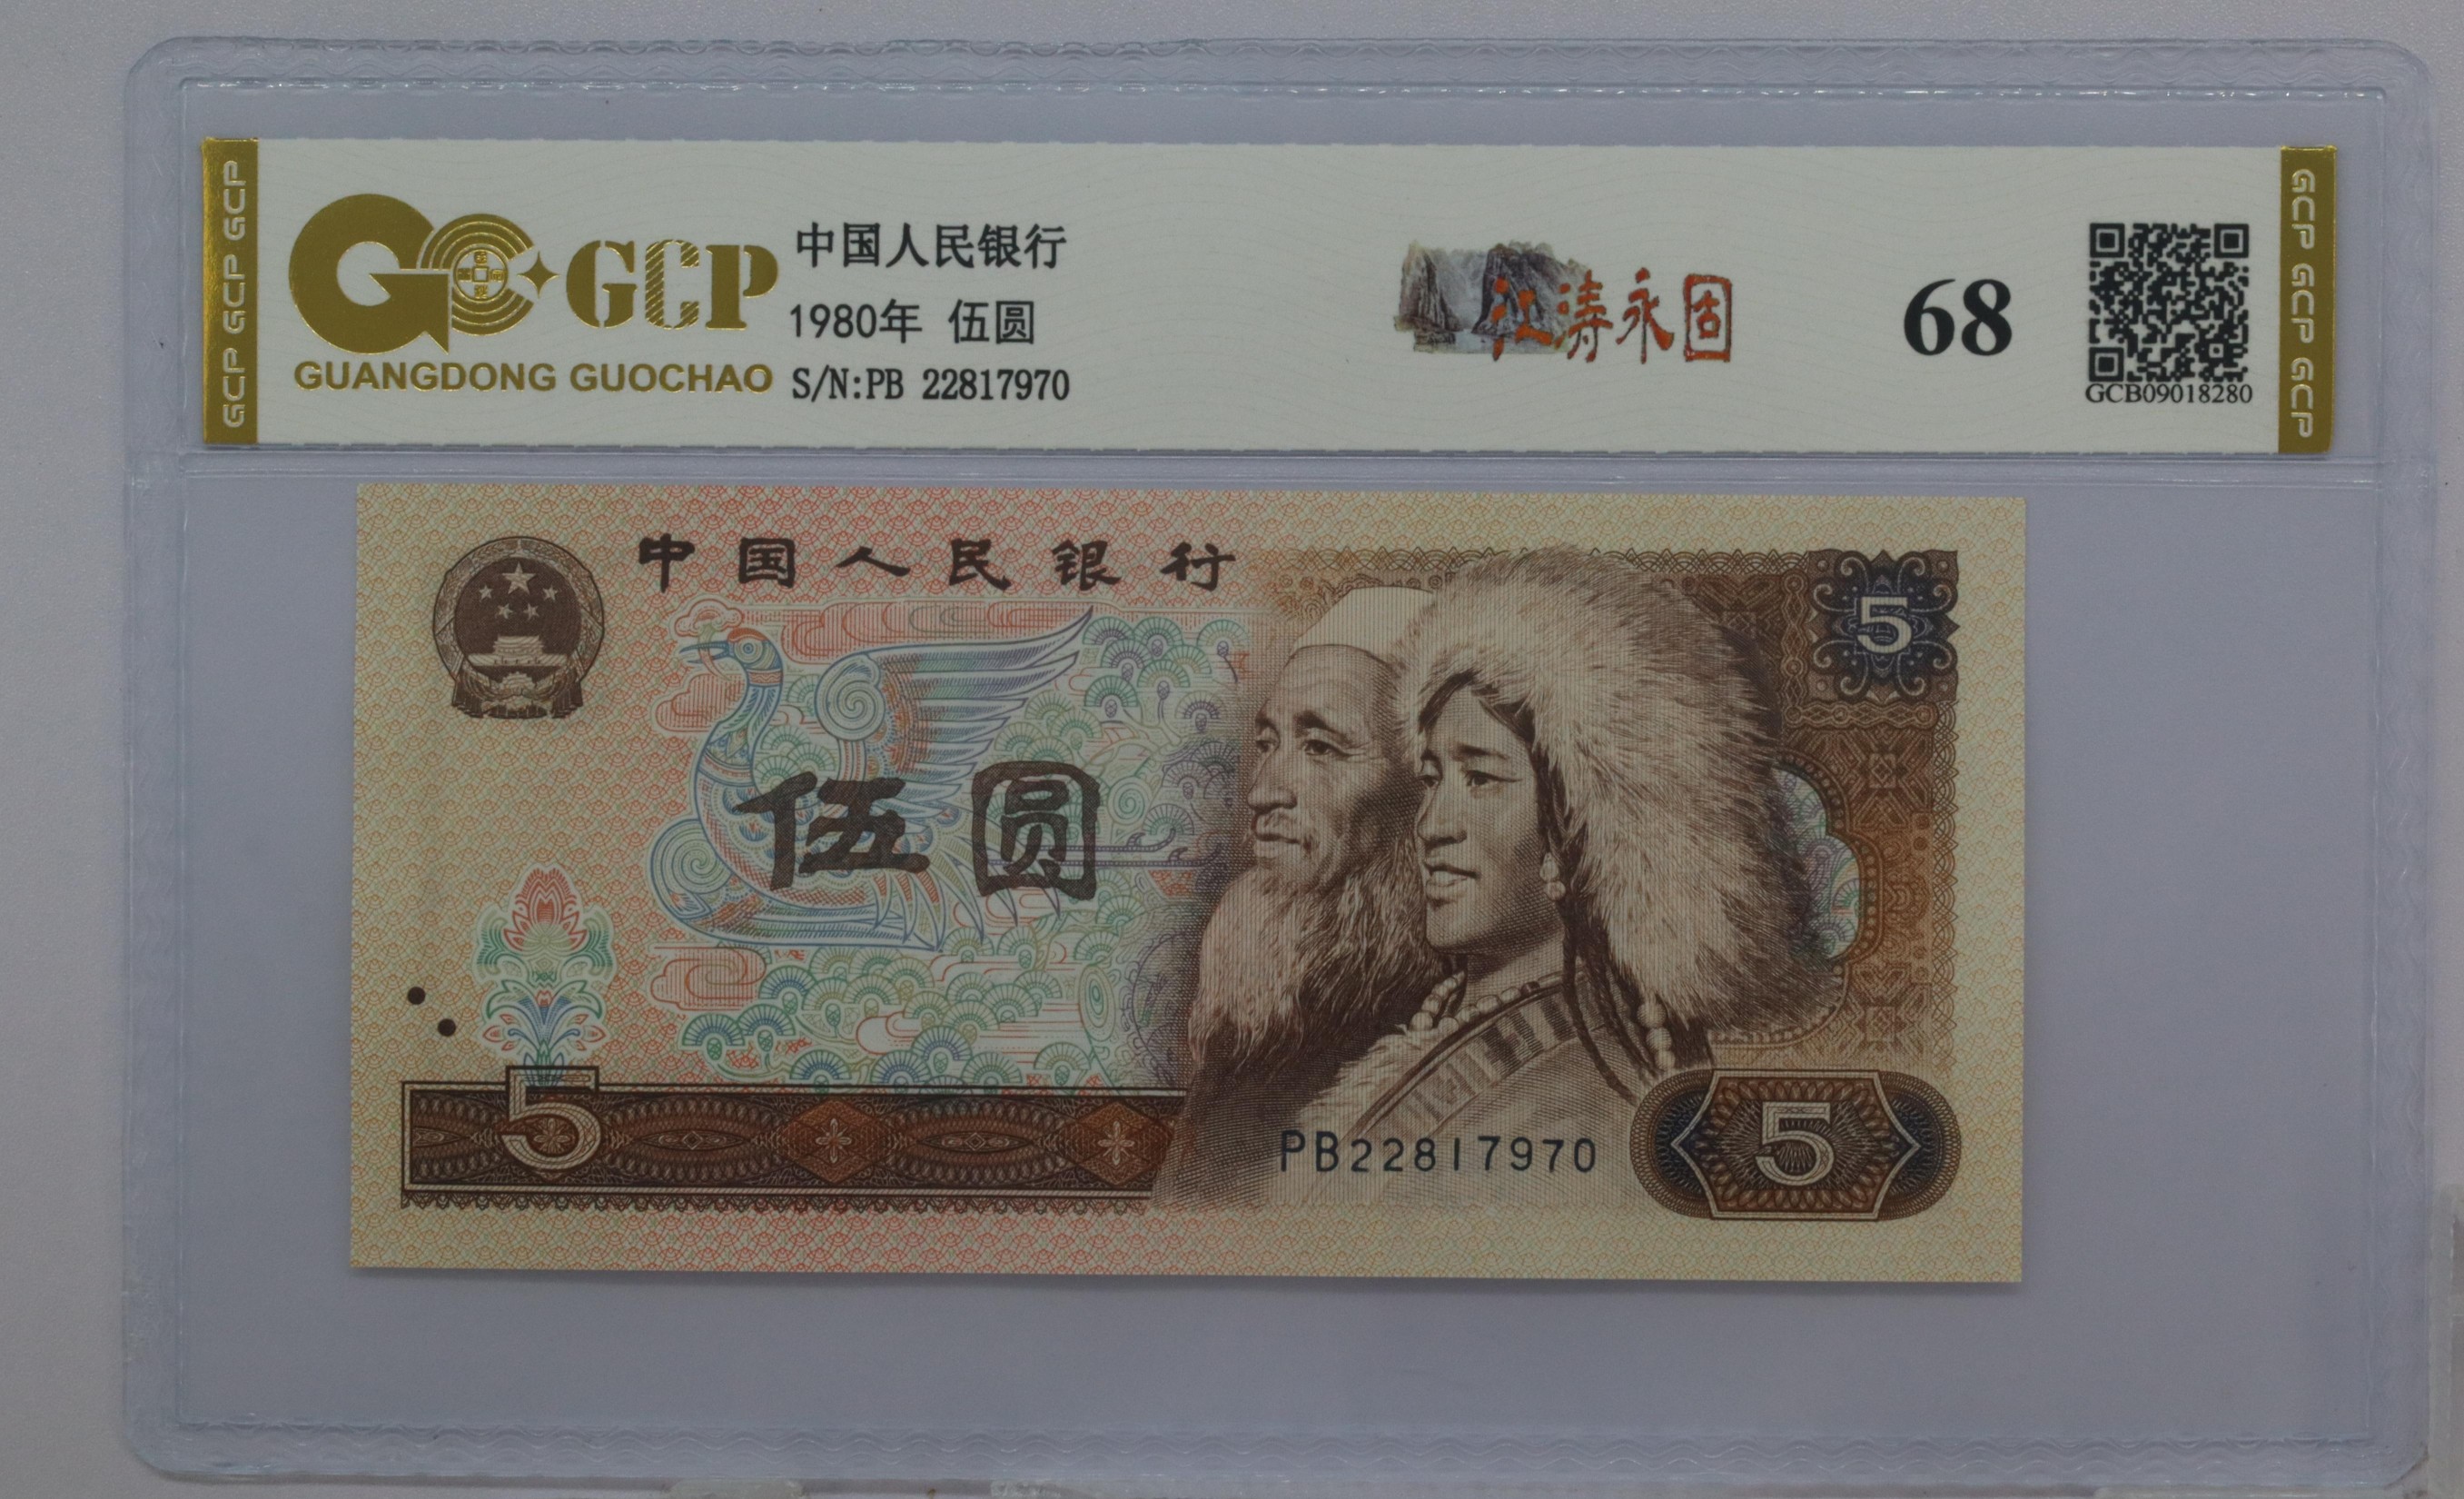 GCP GCP GCP
GCP
GUANGDONG GUOCHAO
中国人民银行
1980年 伍圆
S/N:PB 22817970
江涛永固
68
GCB09018280
GCP GCP GCP
中国人民银行
5
伍圆
5
PB22817970
5